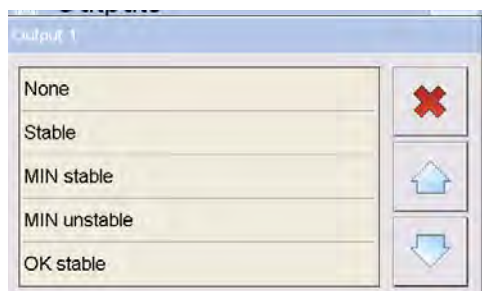 Output 1
None
Stable
MIN stable
MIN unstable
OK stable